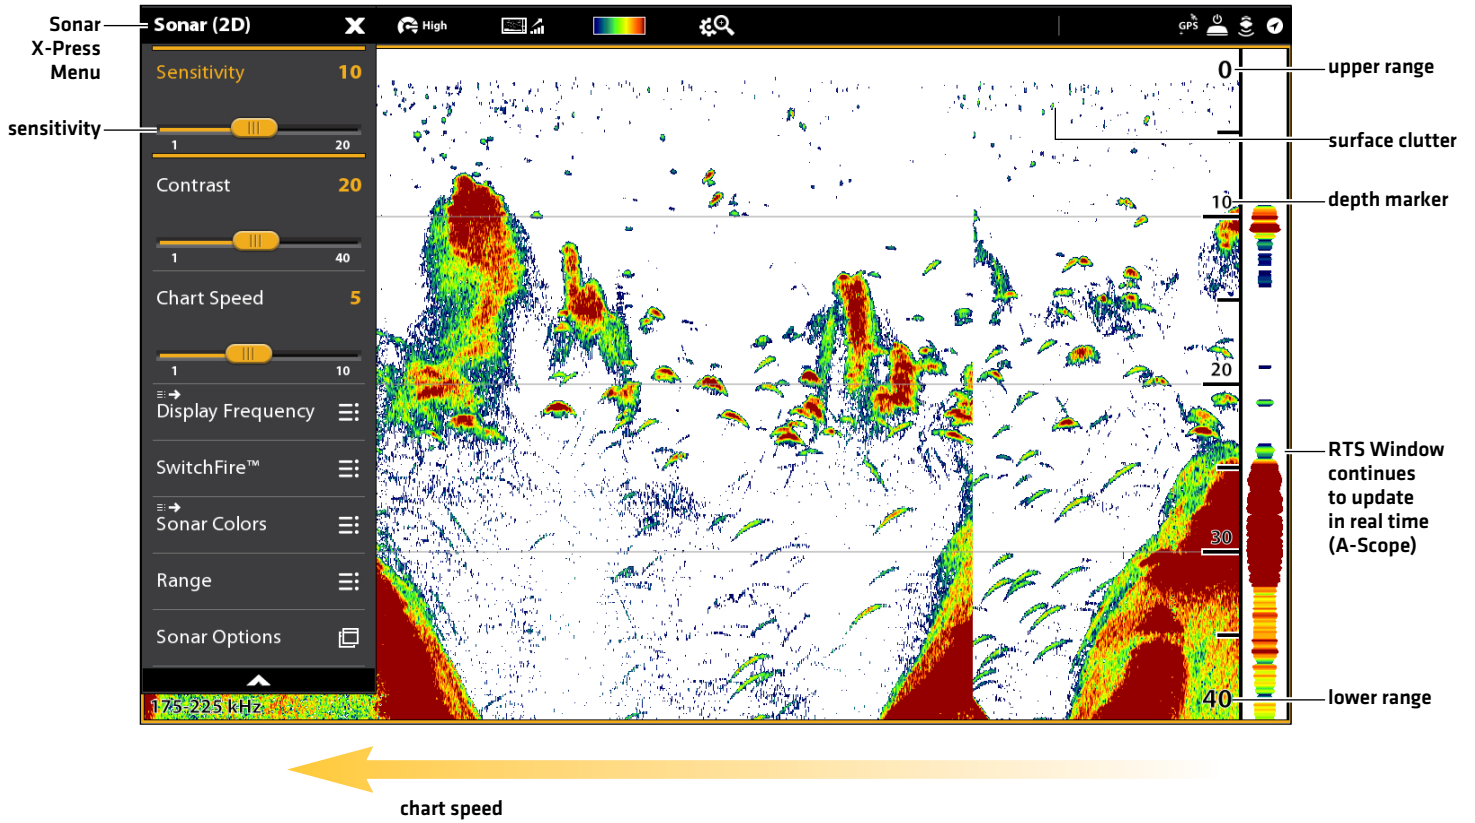 Sonar
X-Press
Menu
Sonar (2D)
High
GPS
Sensitivity 10
sensitivity
1 20
Contrast 20
1 40
Chart Speed 5
1 10
Display Frequency
SwitchFire™
Sonar Colors
Range
Sonar Options
175-225 kHz
0
10
20
30
40
upper range
surface clutter
depth marker
RTS Window
continues
to update
in real time
(A-Scope)
lower range
chart speed